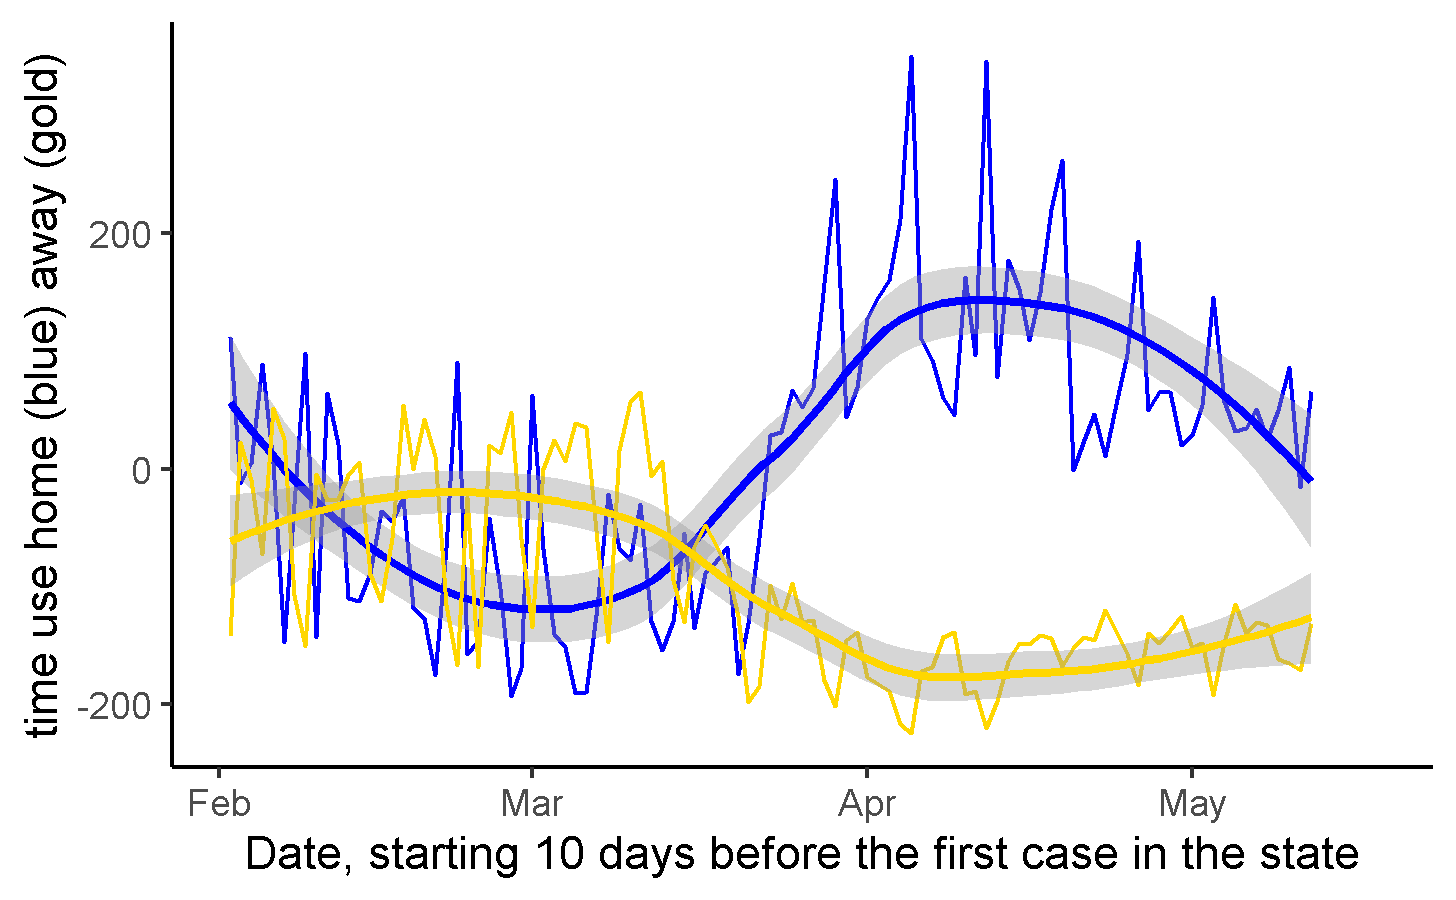 time use home (blue) away (gold)
200
0
-200
Feb
Mar
Apr
May
Date, starting 10 days before the first case in the state